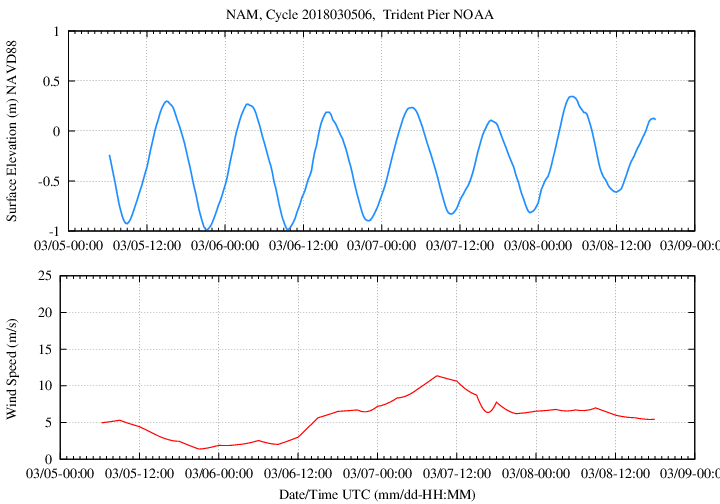 NAM, Cycle 2018030506,  Trident Pier NOAA
Surface Elevation (m) NAVD88
1
0.5
0
-0.5
-1
03/05-00:00 03/05-12:00 03/06-00:00 03/06-12:00 03/07-00:00 03/07-12:00 03/08-00:00 03/08-12:00 03/09-0
Wind Speed (m/s)
25
20
15
10
5
0
03/05-00:00 03/05-12:00 03/06-00:00 03/06-12:00 03/07-00:00 03/07-12:00 03/08-00:00 03/08-12:00 03/09-0
Date/Time UTC (mm/dd-HH:MM)